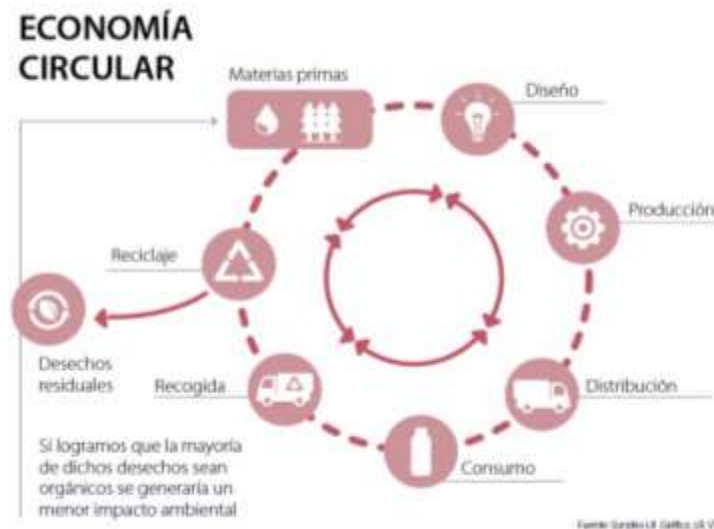 ECONOMÍA
CIRCULAR
Materias primas
Diseño
Producción
Distribución
Consumo
Recogida
Reciclaje
Desechos
residuales
Si logramos que la mayoría
de dichos desechos sean
orgánicos se generaría un
menor impacto ambiental
Fuente: